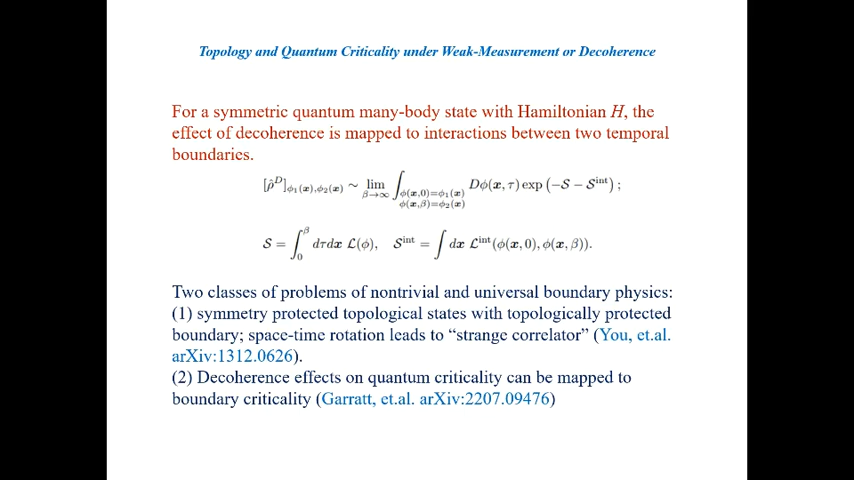 Topology and Quantum Criticality under Weak-Measurement or Decoherence
For a symmetric quantum many-body state with Hamiltonian H, the
effect of decoherence is mapped to interactions between two temporal
boundaries.
[ρ̂^D]_{ϕ₁(x),ϕ₂(x)} ∼ lim_{β→∞} ∫_{ϕ(x,0)=ϕ₁(x) ϕ(x,β)=ϕ₂(x)} Dϕ(x,τ) exp(−S − S^int);
S = ∫_0^β dτdx L(ϕ), S^int = ∫ dx L^int(ϕ(x,0), ϕ(x,β)).
Two classes of problems of nontrivial and universal boundary physics:
(1) symmetry protected topological states with topologically protected
boundary; space-time rotation leads to “strange correlator” (You, et.al.
arXiv:1312.0626).
(2) Decoherence effects on quantum criticality can be mapped to
boundary criticality (Garratt, et.al. arXiv:2207.09476)